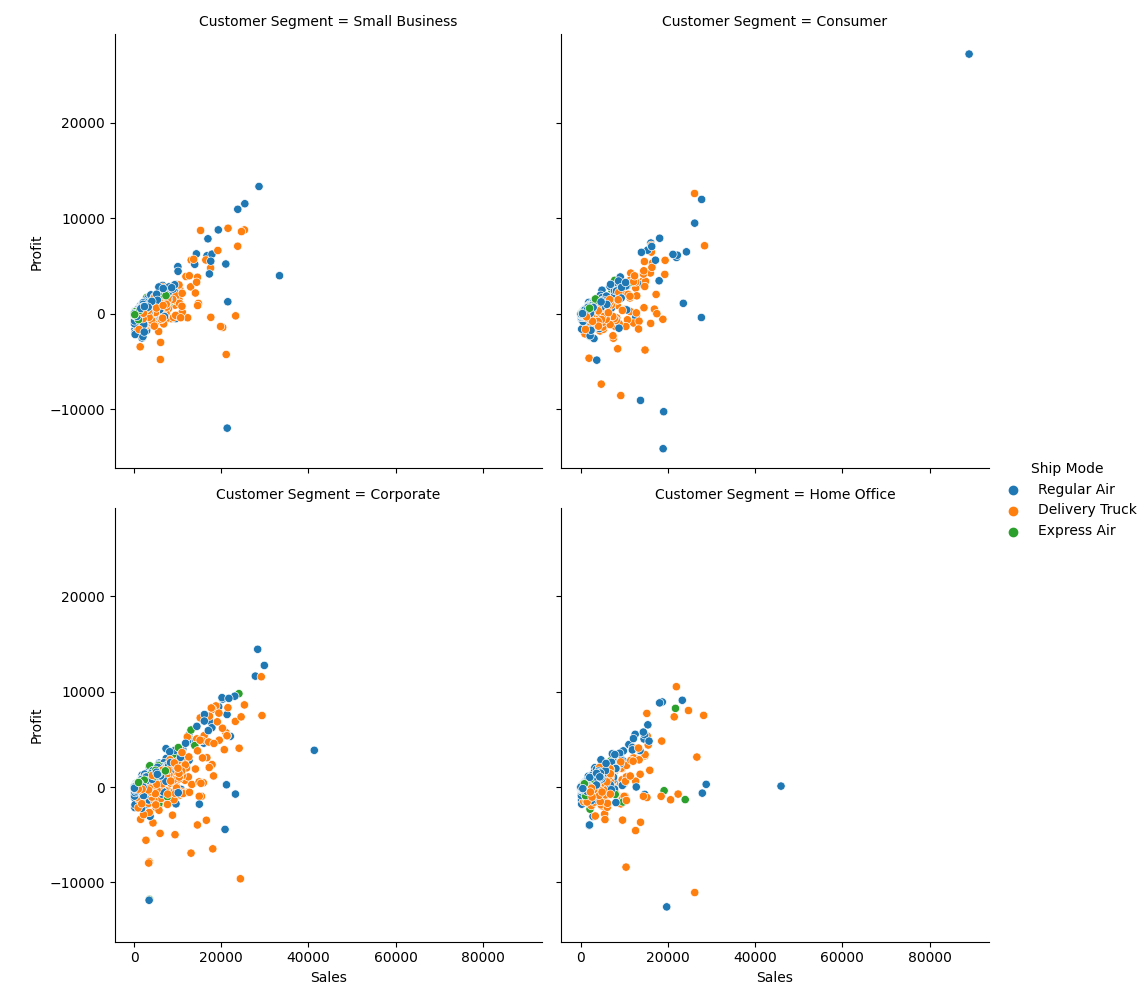 Customer Segment = Small Business
Customer Segment = Consumer
20000
10000
0
−10000
Profit
Ship Mode
Regular Air
Delivery Truck
Express Air
Customer Segment = Corporate
Customer Segment = Home Office
20000
10000
0
−10000
Profit
0 20000 40000 60000 80000
0 20000 40000 60000 80000
Sales
Sales